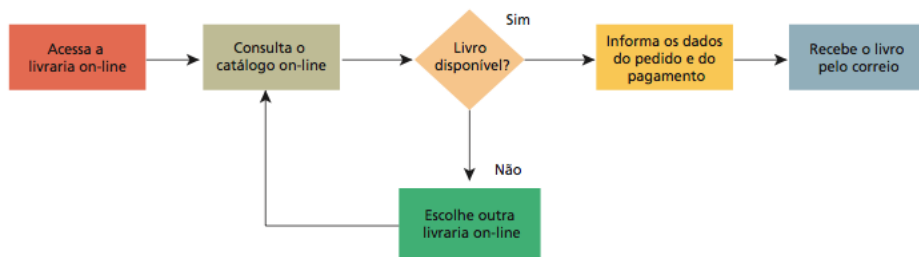 Acessa a
livraria on-line
Consulta o
catálogo on-line
Livro
disponível?
Sim
Informa os dados
do pedido e do
pagamento
Recebe o livro
pelo correio
Não
Escolhe outra
livraria on-line